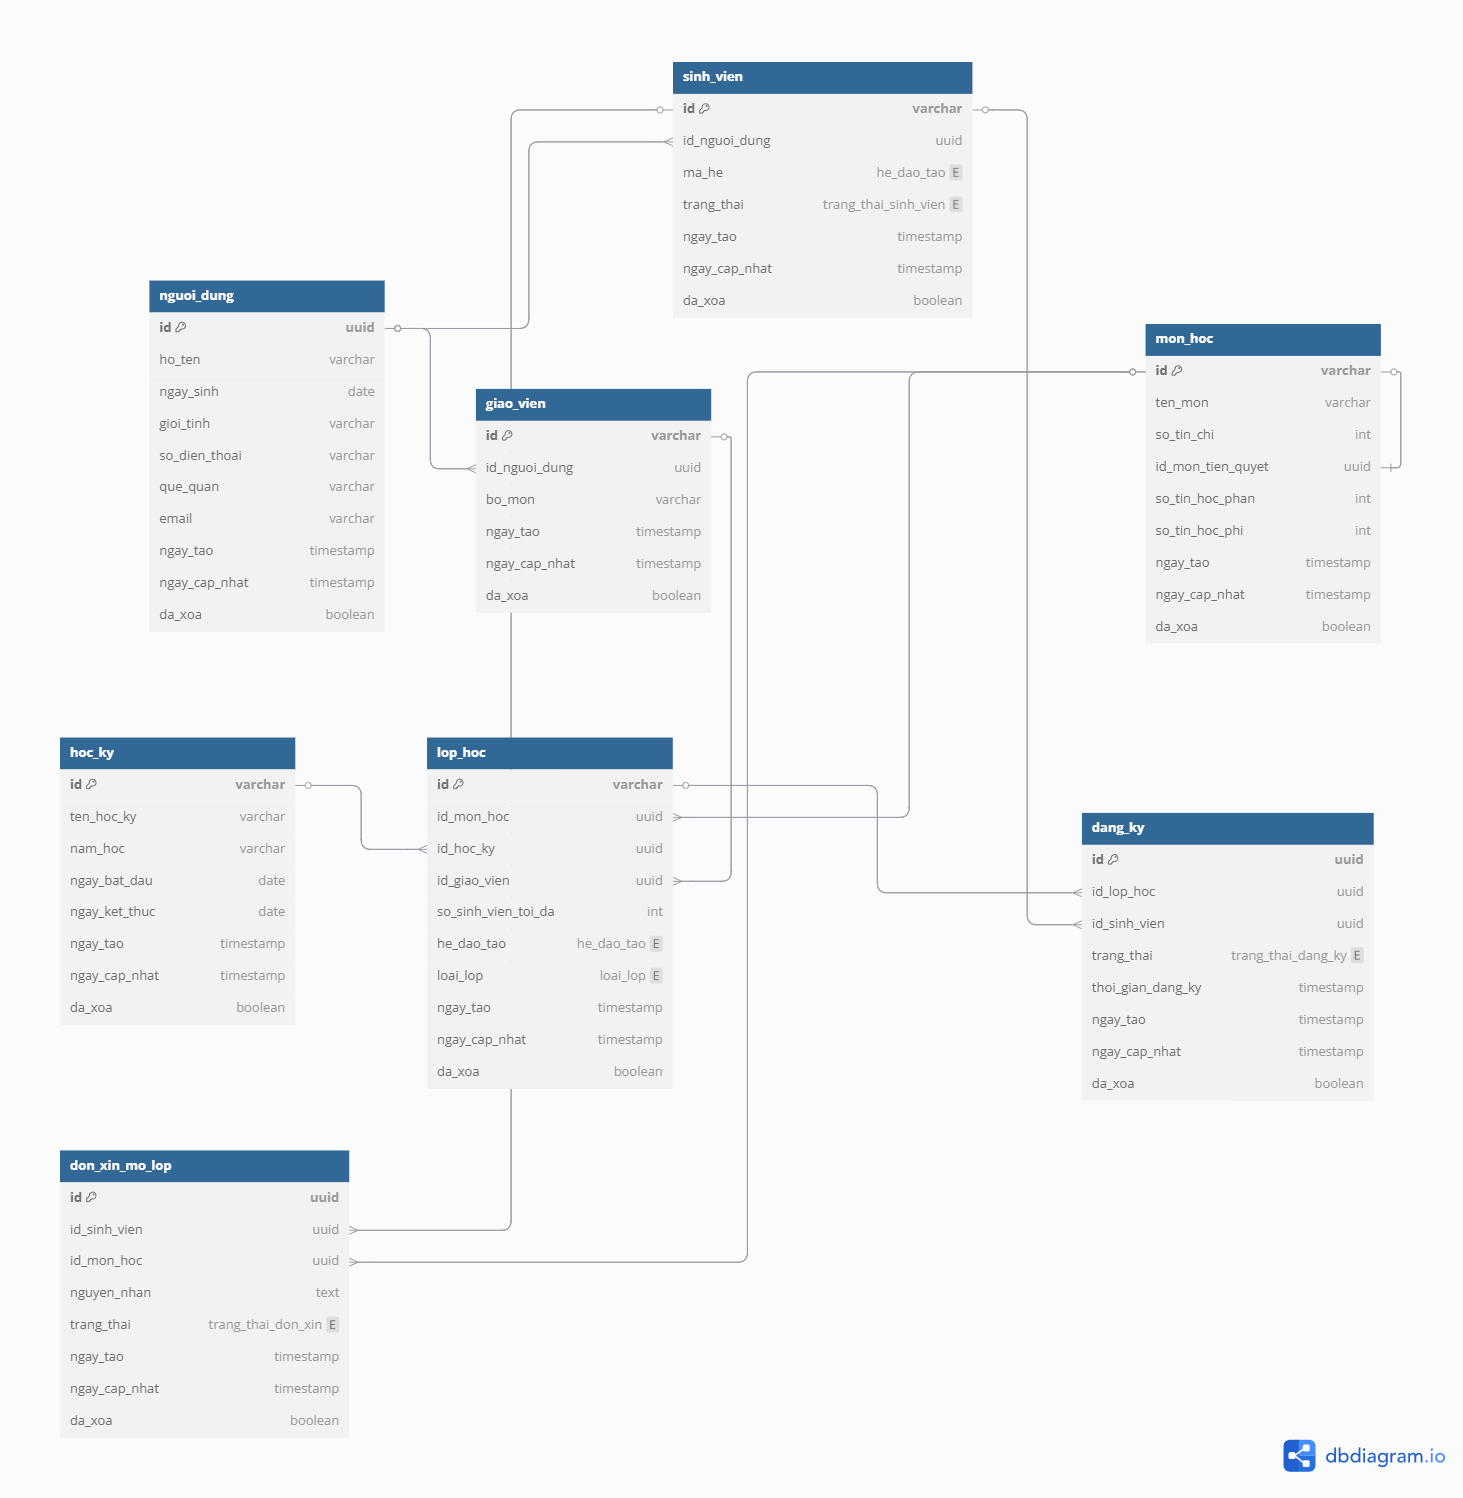 sinh_vien
id varchar
id_nguoi_dung uuid
ma_he he_dao_tao E
trang_thai trang_thai_sinh_vien E
ngay_tao timestamp
ngay_cap_nhat timestamp
da_xoa boolean
nguoi_dung
id uuid
ho_ten varchar
ngay_sinh date
gioi_tinh varchar
so_dien_thoai varchar
que_quan varchar
email varchar
ngay_tao timestamp
ngay_cap_nhat timestamp
da_xoa boolean
giao_vien
id varchar
id_nguoi_dung uuid
bo_mon varchar
ngay_tao timestamp
ngay_cap_nhat timestamp
da_xoa boolean
mon_hoc
id varchar
ten_mon varchar
so_tin_chi int
id_mon_tien_quyet uuid
so_tin_hoc_phan int
so_tin_hoc_phi int
ngay_tao timestamp
ngay_cap_nhat timestamp
da_xoa boolean
hoc_ky
id varchar
ten_hoc_ky varchar
nam_hoc varchar
ngay_bat_dau date
ngay_ket_thuc date
ngay_tao timestamp
ngay_cap_nhat timestamp
da_xoa boolean
lop_hoc
id varchar
id_mon_hoc uuid
id_hoc_ky uuid
id_giao_vien uuid
so_sinh_vien_toi_da int
he_dao_tao he_dao_tao E
loai_lop loai_lop E
ngay_tao timestamp
ngay_cap_nhat timestamp
da_xoa boolean
dang_ky
id uuid
id_lop_hoc uuid
id_sinh_vien uuid
trang_thai trang_thai_dang_ky E
thoi_gian_dang_ky timestamp
ngay_tao timestamp
ngay_cap_nhat timestamp
da_xoa boolean
don_xin_mo_lop
id uuid
id_sinh_vien uuid
id_mon_hoc uuid
nguyen_nhan text
trang_thai trang_thai_don_xin E
ngay_tao timestamp
ngay_cap_nhat timestamp
da_xoa boolean
dbdiagram.io